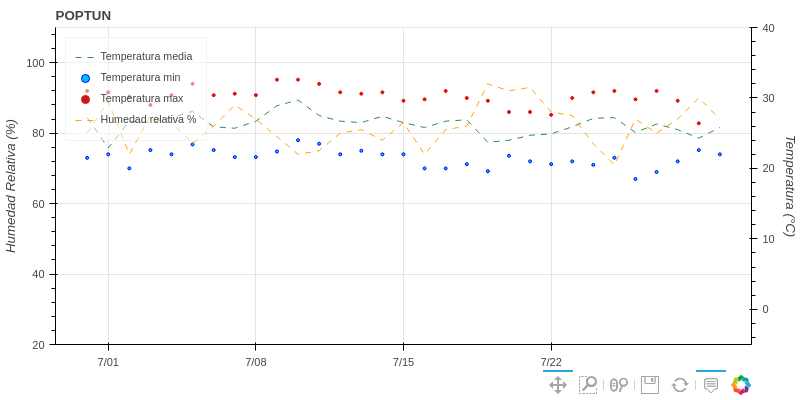 POPTUN
Temperatura media
Temperatura min
Temperatura max
Humedad relativa %
100
80
60
40
20
Humedad Relativa (%)
40
30
20
10
0
Temperatura (°C)
7/01
7/08
7/15
7/22